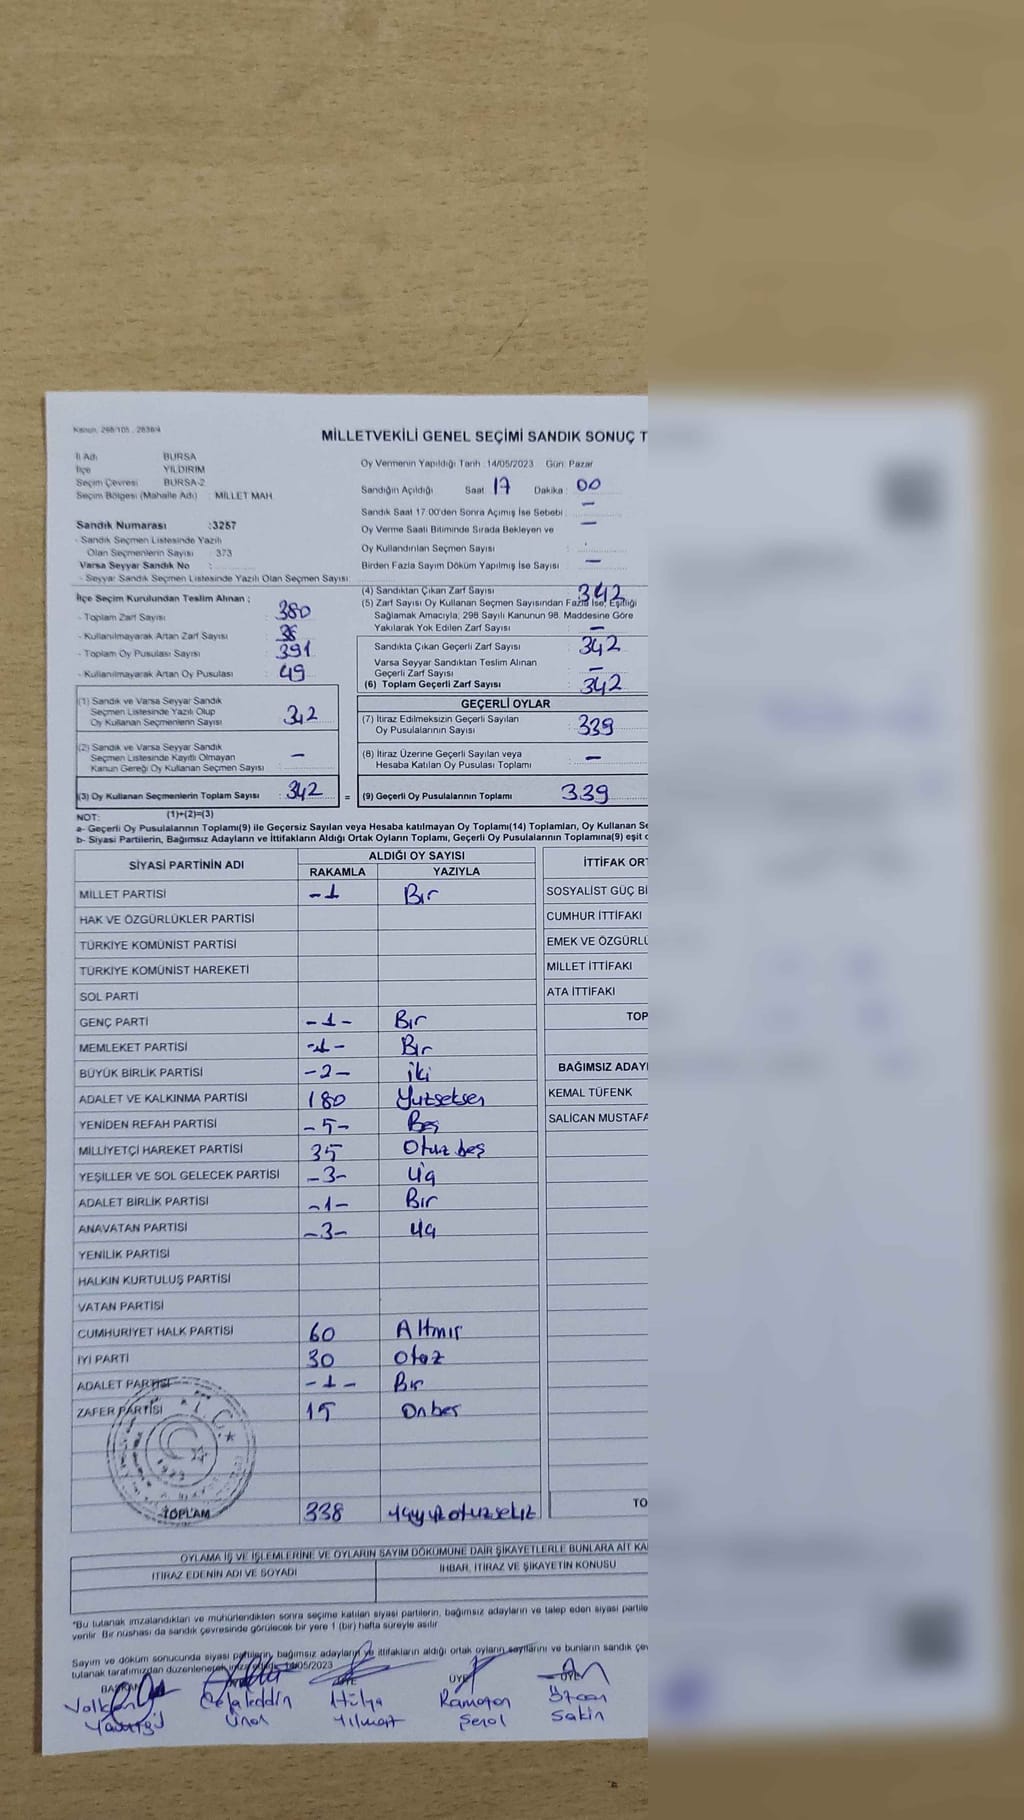 Kanun, 298/105 , 2839/4
MİLLETVEKİLİ GENEL SEÇİMİ SANDIK SONUÇ T
İl Adı BURSA
İlçe YILDIRIM
Seçim Çevresi BURSA-2
Seçim Bölgesi (Mahalle Adı) : MİLLET MAH.
Oy Vermenin Yapıldığı Tarih :14/05/2023 Gün: Pazar
Sandığın Açıldığı Saat 17 Dakika : 00
Sandık Saat 17:00'den Sonra Açımış İse Sebebi : –
Oy Verme Saati Bitiminde Sırada Bekleyen ve –
Oy Kullandırılan Seçmen Sayısı :
Birden Fazla Sayım Döküm Yapılmış İse Sayısı : –
Sandık Numarası :3257
- Sandık Seçmen Listesinde Yazılı
Olan Seçmenlerin Sayısı : 373
Varsa Seyyar Sandık No :
- Seyyar Sandık Seçmen Listesinde Yazılı Olan Seçmen Sayısı:
İlçe Seçim Kurulundan Teslim Alınan ;
- Toplam Zarf Sayısı : 380
- Kullanılmayarak Artan Zarf Sayısı : 38
- Toplam Oy Pusulası Sayısı : 391
- Kullanılmayarak Artan Oy Pusulası : 49
(4) Sandıktan Çıkan Zarf Sayısı : 342
(5) Zarf Sayısı Oy Kullanan Seçmen Sayısından Fazla İse, Eşitliği
Sağlamak Amacıyla; 298 Sayılı Kanunun 98. Maddesine Göre
Yakılarak Yok Edilen Zarf Sayısı : –
Sandıkta Çıkan Geçerli Zarf Sayısı : 342
Varsa Seyyar Sandıktan Teslim Alınan
Geçerli Zarf Sayısı : –
(6) Toplam Geçerli Zarf Sayısı : 342
(1) Sandık ve Varsa Seyyar Sandık
Seçmen Listesinde Yazılı Olup
Oy Kullanan Seçmenlerin Sayısı : 342
(2) Sandık ve Varsa Seyyar Sandık
Seçmen Listesinde Kayıtlı Olmayan
Kanun Gereği Oy Kullanan Seçmen Sayısı : –
(3) Oy Kullanan Seçmenlerin Toplam Sayısı : 342 =
GEÇERLİ OYLAR
(7) İtiraz Edilmeksizin Geçerli Sayılan
Oy Pusulalarının Sayısı : 339
(8) İtiraz Üzerine Geçerli Sayılan veya
Hesaba Katılan Oy Pusulası Toplamı : –
(9) Geçerli Oy Pusulalarının Toplamı 339
NOT: (1)+(2)=(3)
a- Geçerli Oy Pusulalarının Toplamı(9) ile Geçersiz Sayılan veya Hesaba katılmayan Oy Toplamı(14) Toplamları, Oy Kullanan Se
b- Siyasi Partilerin, Bağımsız Adayların ve İttifakların Aldığı Ortak Oyların Toplamı, Geçerli Oy Pusulalarının Toplamına(9) eşit
SİYASİ PARTİNİN ADI ALDIĞI OY SAYISI
RAKAMLA YAZIYLA
MİLLET PARTİSİ -1 Bır
HAK VE ÖZGÜRLÜKLER PARTİSİ
TÜRKİYE KOMÜNİST PARTİSİ
TÜRKİYE KOMÜNİST HAREKETİ
SOL PARTİ
GENÇ PARTİ -1- Bır
MEMLEKET PARTİSİ -1- Bır
BÜYÜK BİRLİK PARTİSİ -2- iki
ADALET VE KALKINMA PARTİSİ 180 Yüzseksen
YENİDEN REFAH PARTİSİ -5- Beş
MİLLİYETÇİ HAREKET PARTİSİ 35 Otuz beş
YEŞİLLER VE SOL GELECEK PARTİSİ -3- Üç
ADALET BİRLİK PARTİSİ -1- Bır
ANAVATAN PARTİSİ -3- Üç
YENİLİK PARTİSİ
HALKIN KURTULUŞ PARTİSİ
VATAN PARTİSİ
CUMHURİYET HALK PARTİSİ 60 Altmış
İYİ PARTİ 30 Otuz
ADALET PARTİSİ -1- Bır
ZAFER PARTİSİ 15 Onbeş
TOPLAM 338 üçyüzotuzsekiz
İTTİFAK ORT
SOSYALİST GÜÇ Bİ
CUMHUR İTTİFAKI
EMEK VE ÖZGÜRLÜ
MİLLET İTTİFAKI
ATA İTTİFAKI
TOP
BAĞIMSIZ ADAY
KEMAL TÜFENK
SALİCAN MUSTAFA
TO
OYLAMA İŞ VE İŞLEMLERİNE VE OYLARIN SAYIM DÖKÜMÜNE DAİR ŞİKAYETLERLE BUNLARA AİT KA
İTİRAZ EDENİN ADI VE SOYADI İHBAR, İTİRAZ VE ŞİKAYETİN KONUSU
"Bu tutanak imzalandıktan ve mühürlendikten sonra seçime katılan siyasi partilerin, bağımsız adayların ve talep eden siyasi partile
verilir. Bir nüshası da sandık çevresinde görülecek bir yere 1 (bir) hafta süreyle asılır.
Sayım ve döküm sonucunda siyasi partilerin, bağımsız adayların ve ittifakların aldığı ortak oyların sayılarını ve bunların sandık çev
tutanak tarafımızdan düzenlenerek imza 14/05/2023
BAŞKAN ÜYE ÜYE ÜYE
Volkan Celaleddin Hülya Ramazan Özcan
Ünal Yılmaz Şenol Sakin